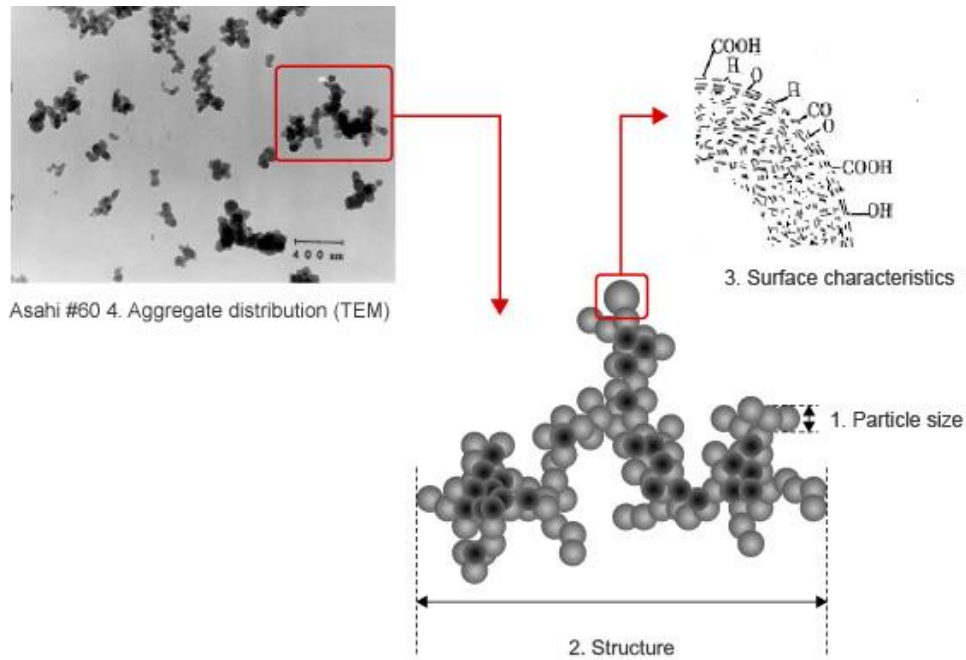 400 nm
Asahi #60 4. Aggregate distribution (TEM)
COOH
H
O
H
CO
O
COOH
OH
3. Surface characteristics
1. Particle size
2. Structure